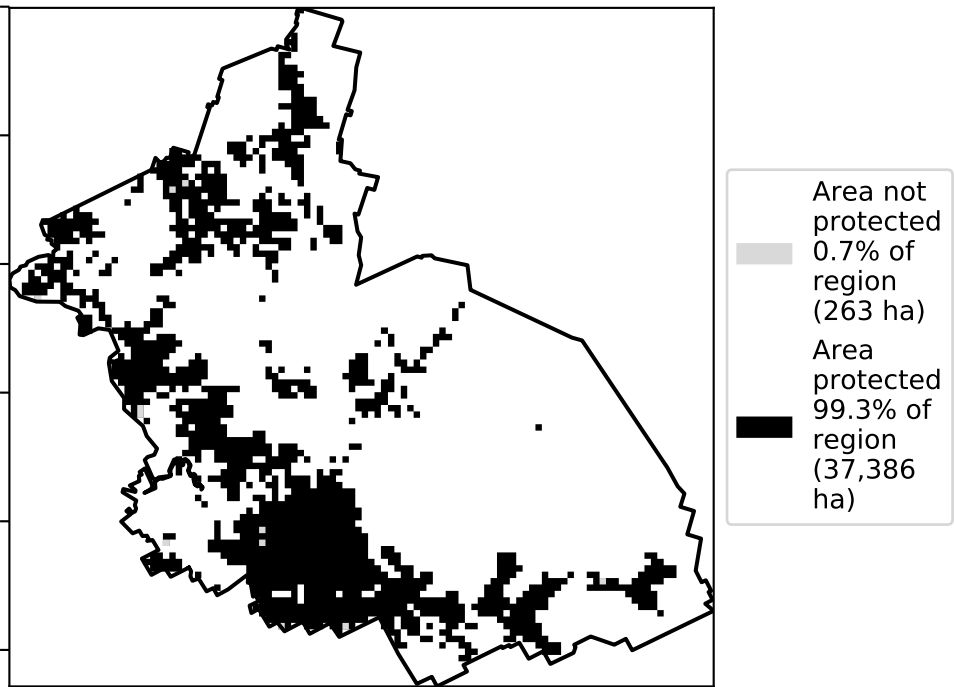 Area not
protected
0.7% of
region
(263 ha)
Area
protected
99.3% of
region
(37,386
ha)